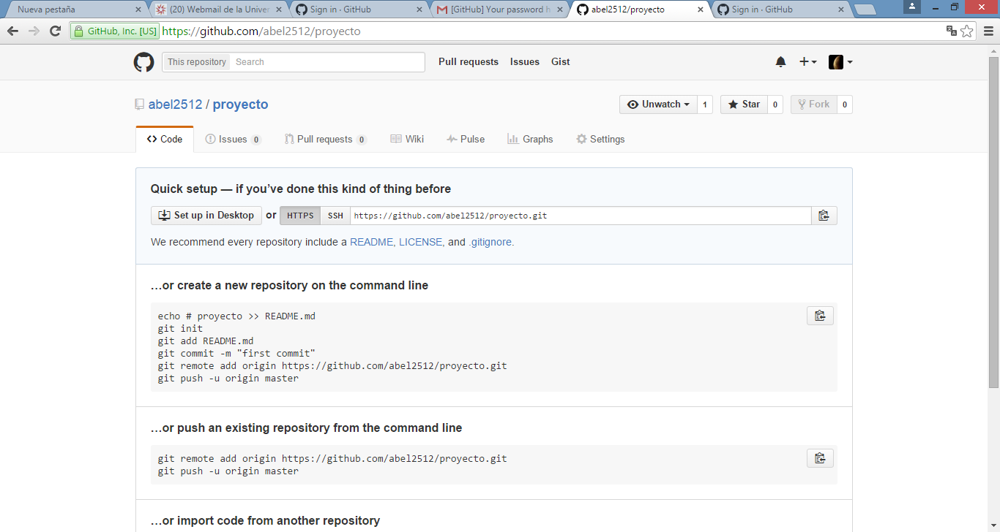 Nueva pestaña
(20) Webmail de la Univer
Sign in · GitHub
[GitHub] Your password h
abel2512/proyecto
Sign in · GitHub
GitHub, Inc. [US] https://github.com/abel2512/proyecto
This repository Search Pull requests Issues Gist
abel2512 / proyecto Unwatch 1 Star 0 Fork 0
Code Issues 0 Pull requests 0 Wiki Pulse Graphs Settings
Quick setup — if you’ve done this kind of thing before
Set up in Desktop or HTTPS SSH https://github.com/abel2512/proyecto.git
We recommend every repository include a README, LICENSE, and .gitignore.
…or create a new repository on the command line
echo # proyecto >> README.md
git init
git add README.md
git commit -m "first commit"
git remote add origin https://github.com/abel2512/proyecto.git
git push -u origin master
…or push an existing repository from the command line
git remote add origin https://github.com/abel2512/proyecto.git
git push -u origin master
…or import code from another repository